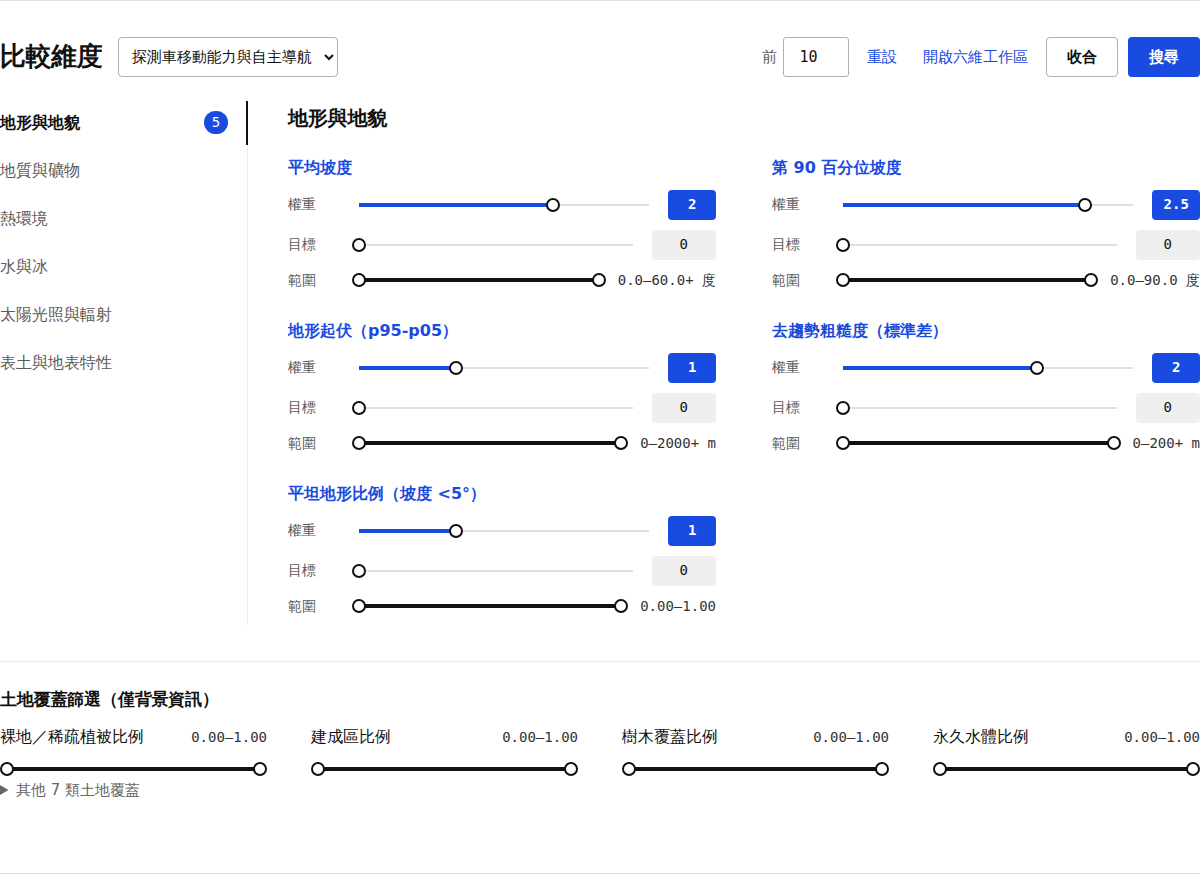 比較維度 探測車移動能力與自主導航 前 10 重設 開啟六維工作區 收合 搜尋
地形與地貌 5
地質與礦物
熱環境
水與冰
太陽光照與輻射
表土與地表特性
地形與地貌
平均坡度
權重 2
目標 0
範圍 0.0–60.0+ 度
第 90 百分位坡度
權重 2.5
目標 0
範圍 0.0–90.0 度
地形起伏（p95-p05）
權重 1
目標 0
範圍 0–2000+ m
去趨勢粗糙度（標準差）
權重 2
目標 0
範圍 0–200+ m
平坦地形比例（坡度 <5°）
權重 1
目標 0
範圍 0.00–1.00
土地覆蓋篩選（僅背景資訊）
裸地／稀疏植被比例 0.00–1.00
建成區比例 0.00–1.00
樹木覆蓋比例 0.00–1.00
永久水體比例 0.00–1.00
其他 7 類土地覆蓋